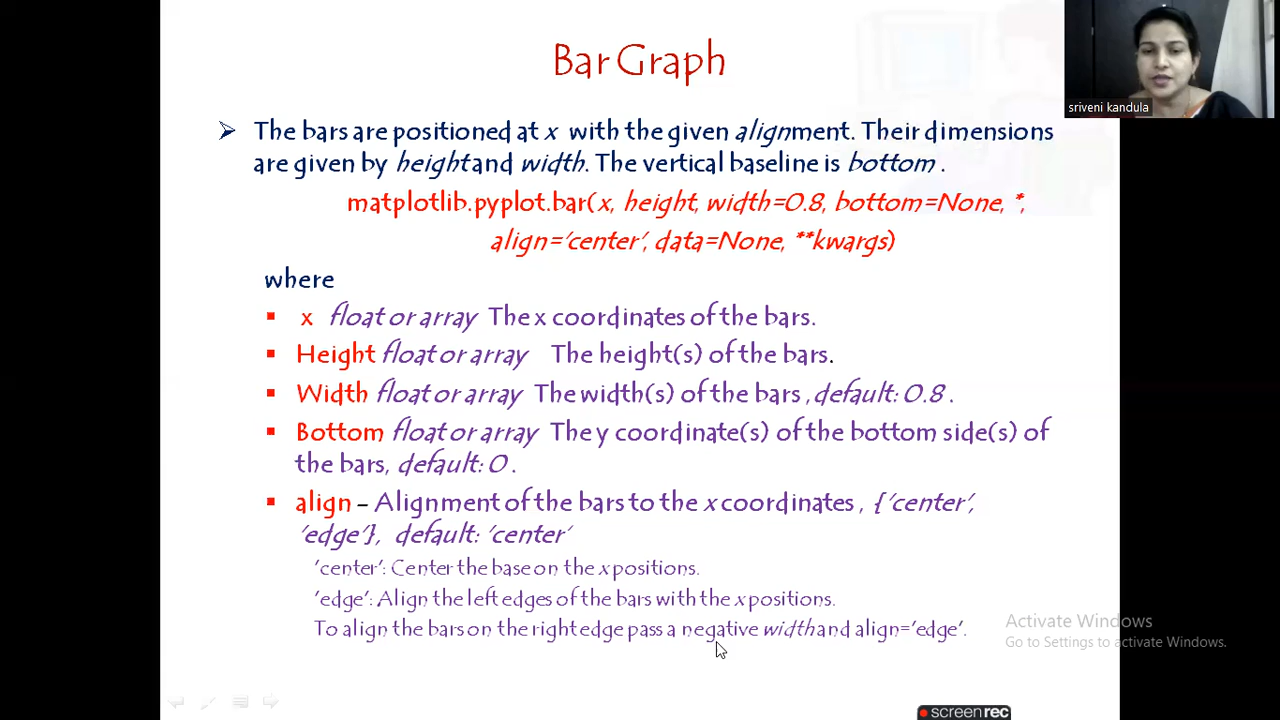 Bar Graph
sriveni kandula
➢ The bars are positioned at x with the given alignment. Their dimensions
are given by height and width. The vertical baseline is bottom .
matplotlib.pyplot.bar(x, height, width=0.8, bottom=None, *,
align='center', data=None, **kwargs)
where
▪ x float or array The x coordinates of the bars.
▪ Height float or array The height(s) of the bars.
▪ Width float or array The width(s) of the bars , default: 0.8 .
▪ Bottom float or array The y coordinate(s) of the bottom side(s) of
the bars, default: 0 .
▪ align – Alignment of the bars to the x coordinates , {'center',
'edge'}, default: 'center'
'center': Center the base on the x positions.
'edge': Align the left edges of the bars with the x positions.
To align the bars on the right edge pass a negative width and align='edge'.
Activate Windows
Go to Settings to activate Windows.
screenrec